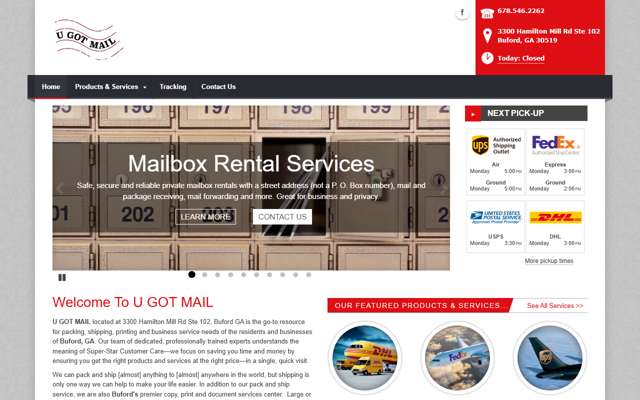 U GOT MAIL
f
678.546.2262
3300 Hamilton Mill Rd Ste 102
Buford, GA 30519
Today: Closed
Home
Products & Services
Tracking
Contact Us
195
196
197
198
199
Mailbox Rental Services
Safe, secure and reliable private mailbox rentals with a street address (not a P. O. Box number), mail and
package receiving, mail forwarding and more. Great for business and privacy.
LEARN MORE
CONTACT US
200
201
202
204
NEXT PICK-UP
ups Authorized
Shipping
Outlet
Air
Monday 5:00 PM
Ground
Monday 5:00 PM
FedEx
Authorized ShipCenter
Express
Monday 3:00 PM
Ground
Monday 2:00 PM
UNITED STATES
POSTAL SERVICE
Approved Postal Provider
USPS
Monday 3:30 PM
DHL
DHL
Monday 3:00 PM
More pickup times
Welcome To U GOT MAIL
U GOT MAIL located at 3300 Hamilton Mill Rd Ste 102, Buford GA is the go-to resource
for packing, shipping, printing and business service needs of the residents and businesses
of Buford, GA. Our team of dedicated, professionally trained experts understands the
meaning of Super-Star Customer Care—we focus on saving you time and money by
ensuring you get the right products and services at the right price—in a single, quick visit.
We can pack and ship [almost] anything to [almost] anywhere in the world, but shipping is
only one way we can help to make your life easier. In addition to our pack and ship
service, we are also Buford's premier copy, print and document services center. Large or
OUR FEATURED PRODUCTS & SERVICES...
See All Services >>
DHL
FedEx
ups